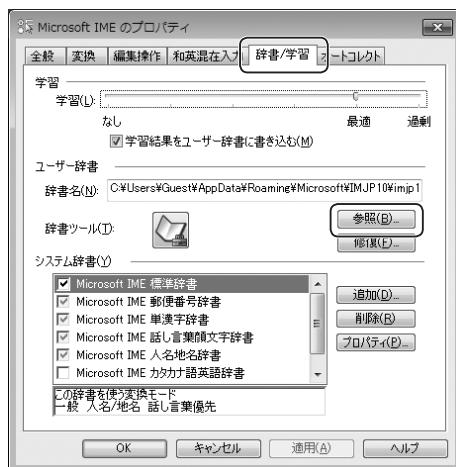 Microsoft IME のプロパティ
全般 変換 編集操作 和英混在入力 辞書/学習 オートコレクト
学習
学習(L):
なし 最適 過剰
学習結果をユーザー辞書に書き込む(M)
ユーザー辞書
辞書名(N): C:¥Users¥Guest¥AppData¥Roaming¥Microsoft¥IMJP10¥imjp1
参照(B)...
辞書ツール(T):
修復(E)...
システム辞書(Y)
Microsoft IME 標準辞書
Microsoft IME 郵便番号辞書
追加(D)...
Microsoft IME 単漢字辞書
削除(R)
Microsoft IME 話し言葉顔文字辞書
プロパティ(P)...
Microsoft IME 人名地名辞書
Microsoft IME カタカナ語英語辞書
この辞書を使う変換モード
一般 人名/地名 話し言葉優先
OK キャンセル 適用(A) ヘルプ